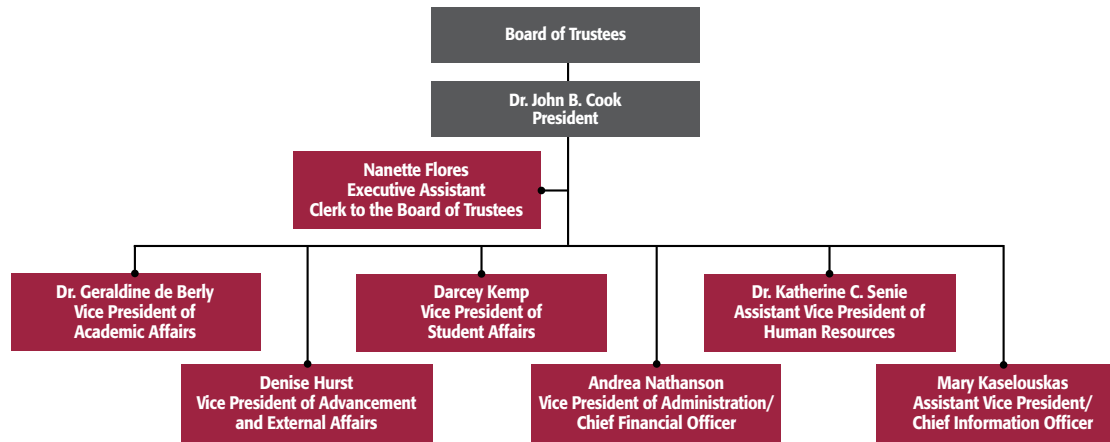 Board of Trustees
Dr. John B. Cook
President
Nanette Flores
Executive Assistant
Clerk to the Board of Trustees
Dr. Geraldine de Berly
Vice President of
Academic Affairs
Darcey Kemp
Vice President of
Student Affairs
Dr. Katherine C. Senie
Assistant Vice President of
Human Resources
Denise Hurst
Vice President of Advancement
and External Affairs
Andrea Nathanson
Vice President of Administration/
Chief Financial Officer
Mary Kaselouskas
Assistant Vice President/
Chief Information Officer